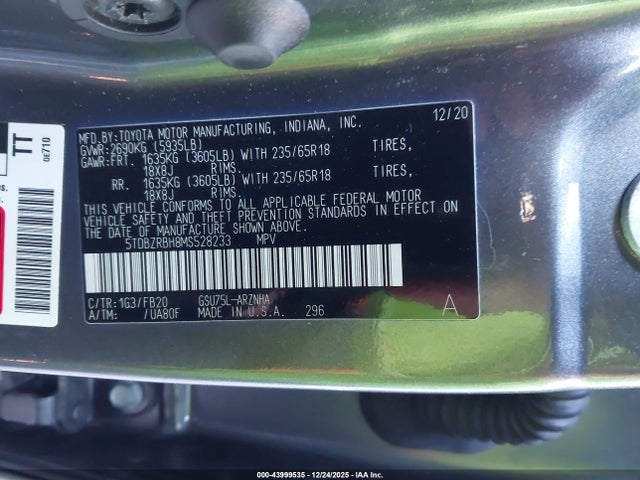 MFD.BY:TOYOTA MOTOR MANUFACTURING, INDIANA, INC. 12/20
GVWR:2690KG (5935LB)
GAWR:FRT. 1635KG (3605LB) WITH 235/65R18 TIRES,
18X8J RIMS.
RR. 1635KG (3605LB) WITH 235/65R18 TIRES,
18X8J RIMS.
THIS VEHICLE CONFORMS TO ALL APPLICABLE FEDERAL MOTOR
VEHICLE SAFETY AND THEFT PREVENTION STANDARDS IN EFFECT ON
THE DATE OF MANUFACTURE SHOWN ABOVE.
5TDBZRBH8MS528233 MPV
C/TR:1G3/FB20 GSU75L-ARZNHA
A/TM: /UA80F MADE IN U.S.A. 296 A
TT
0E710
000-43999535 - 12/24/2025 - IAA Inc.